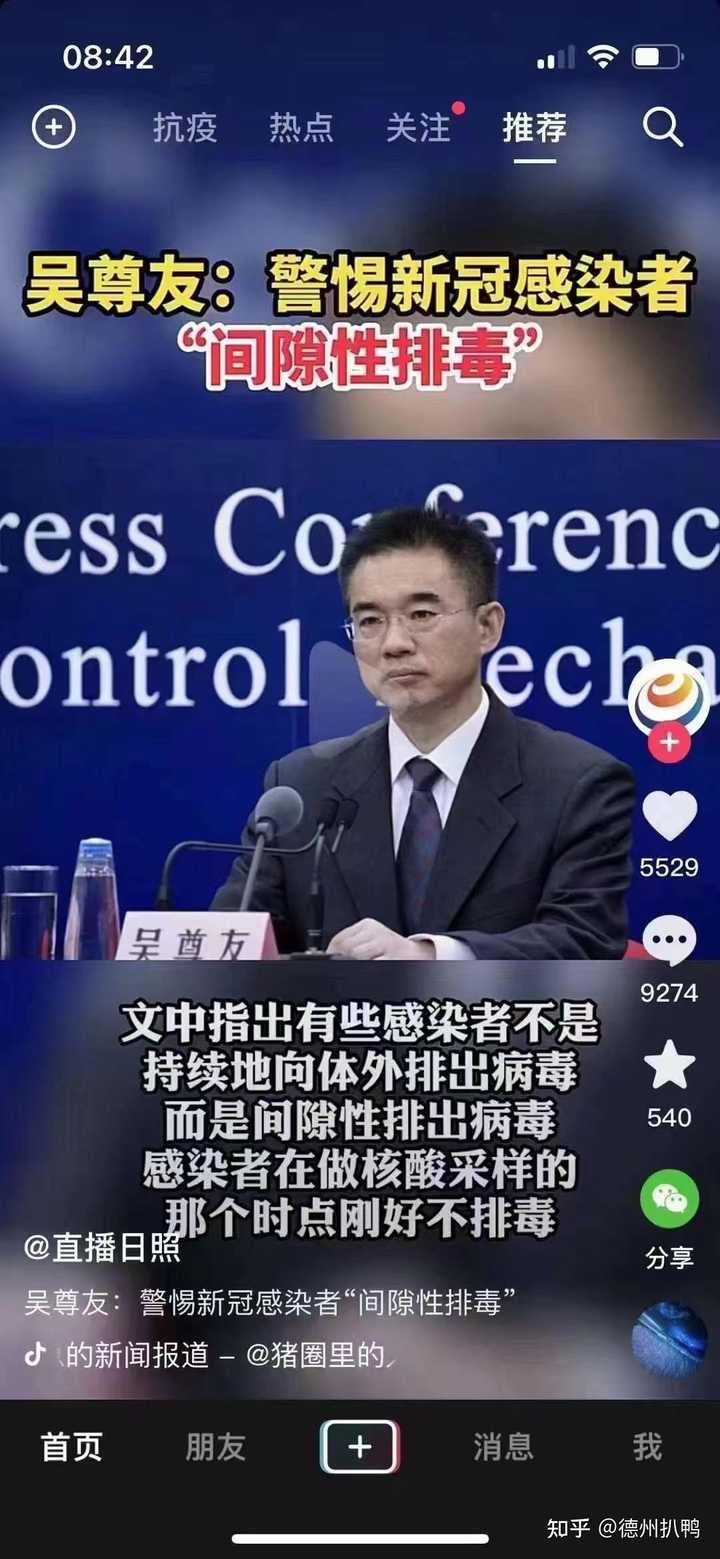 08:42
抗疫 热点 关注 推荐
吴尊友：警惕新冠感染者
“间隙性排毒”
ress Conferenc
ontrol Mecha
吴尊友
5529
9274
540
分享
文中指出有些感染者不是
持续地向体外排出病毒
而是间隙性排出病毒
感染者在做核酸采样的
那个时点刚好不排毒
@直播日照
吴尊友：警惕新冠感染者“间隙性排毒”
的新闻报道 – @猪圈里的
首页 朋友 消息 我
知乎 @德州扒鸭